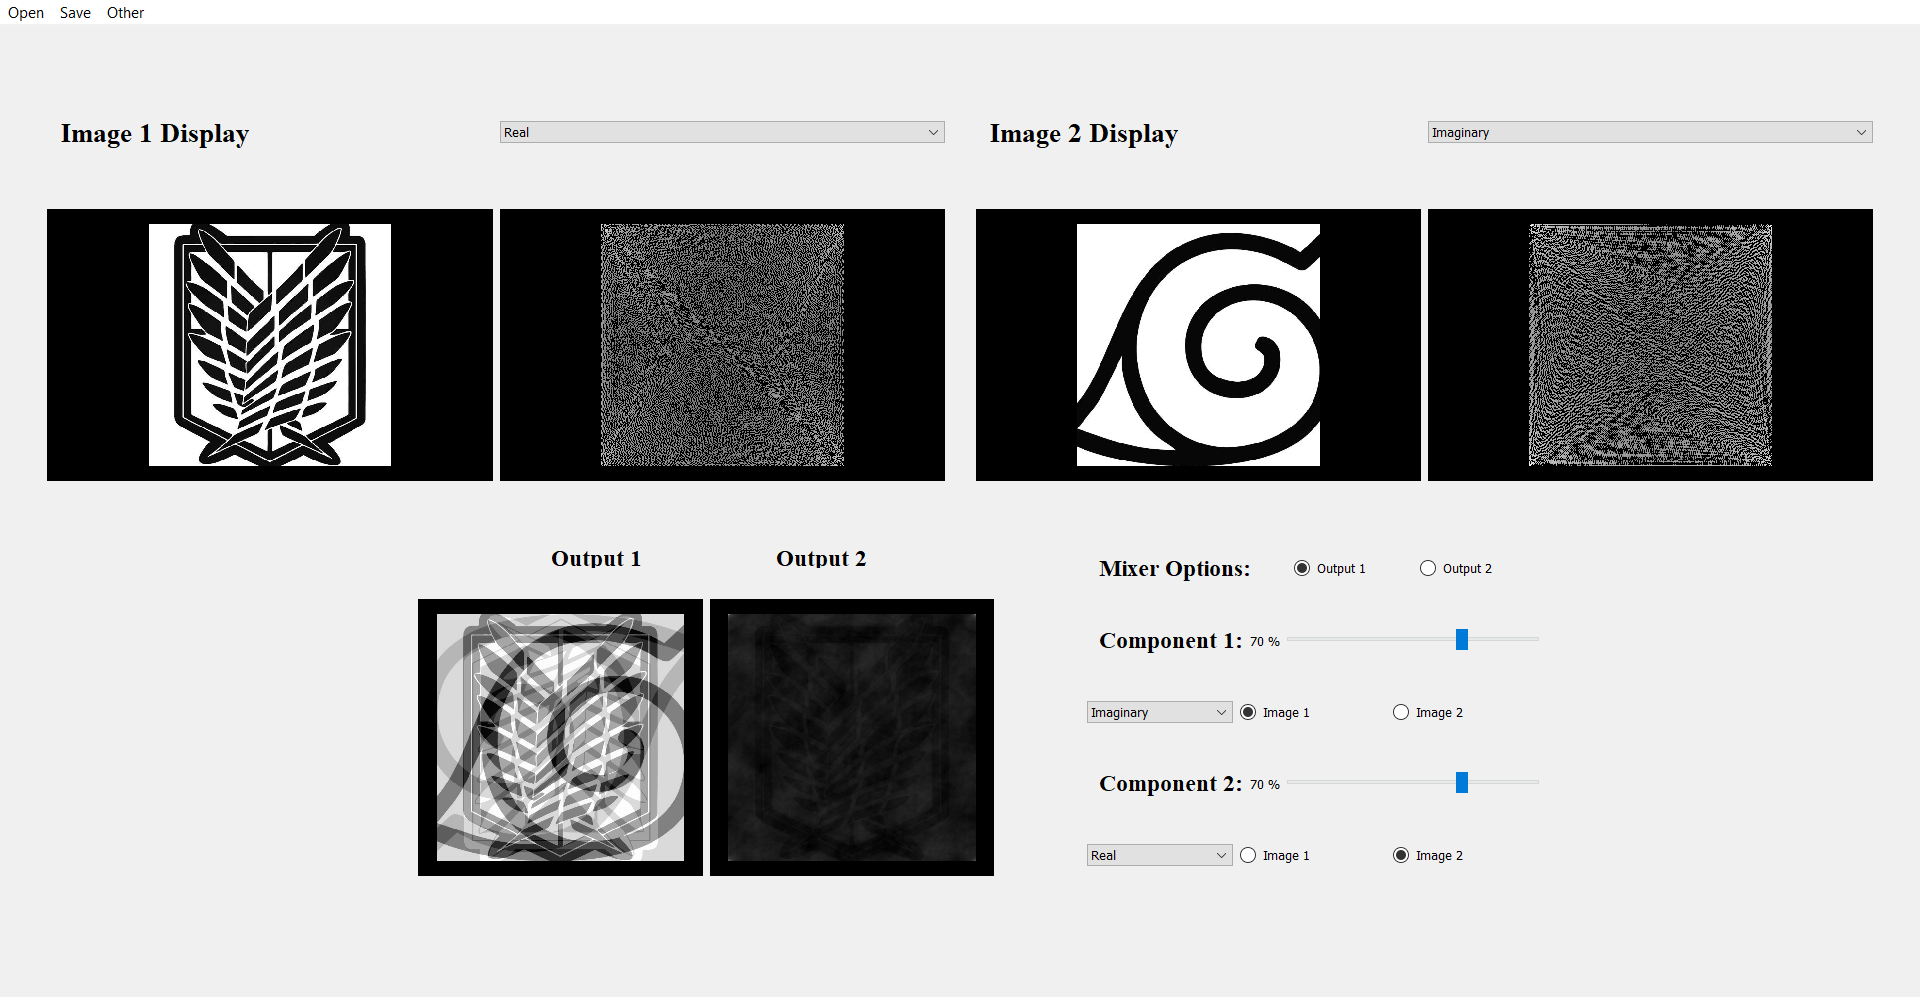 Open Save Other
Image 1 Display
Real
Image 2 Display
Imaginary
Output 1
Output 2
Mixer Options:
Output 1
Output 2
Component 1: 70 %
Imaginary
Image 1
Image 2
Component 2: 70 %
Real
Image 1
Image 2